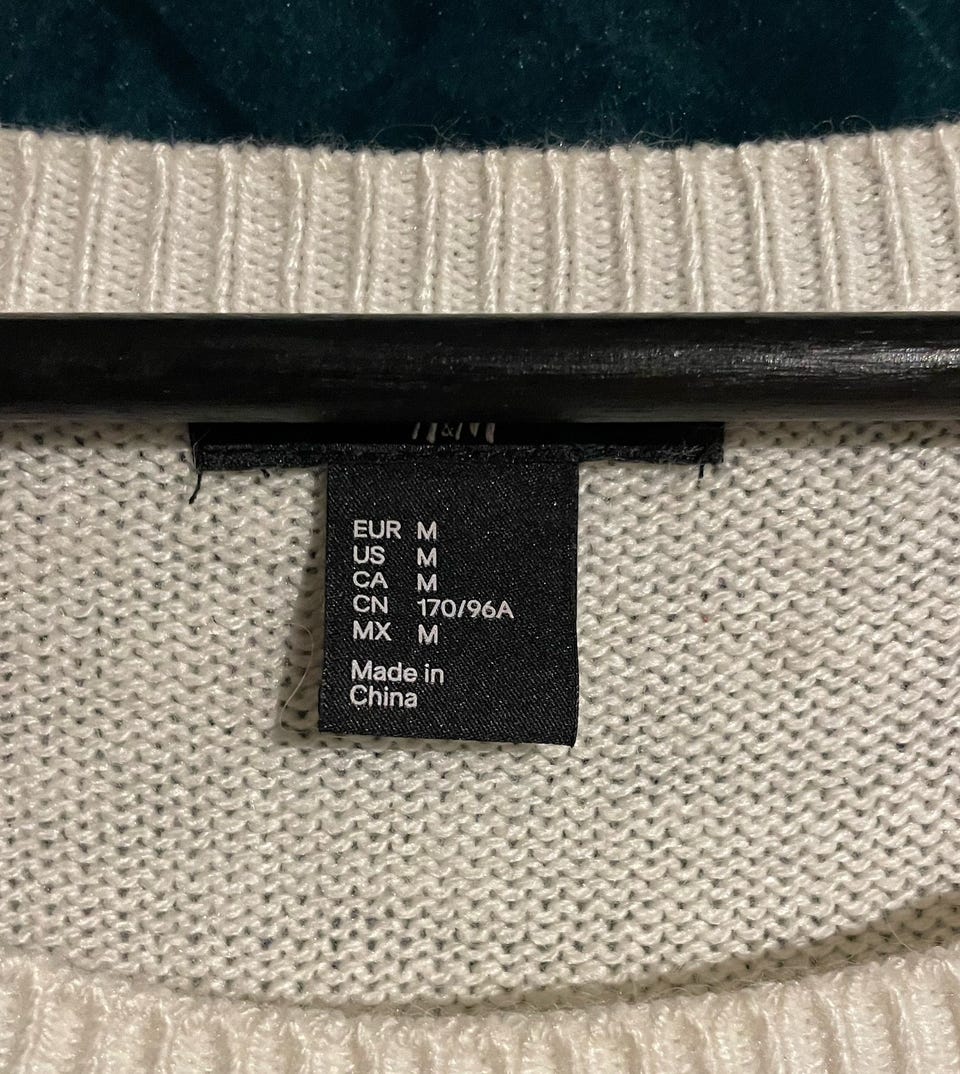 H&M
EUR M
US M
CA M
CN 170/96A
MX M
Made in
China